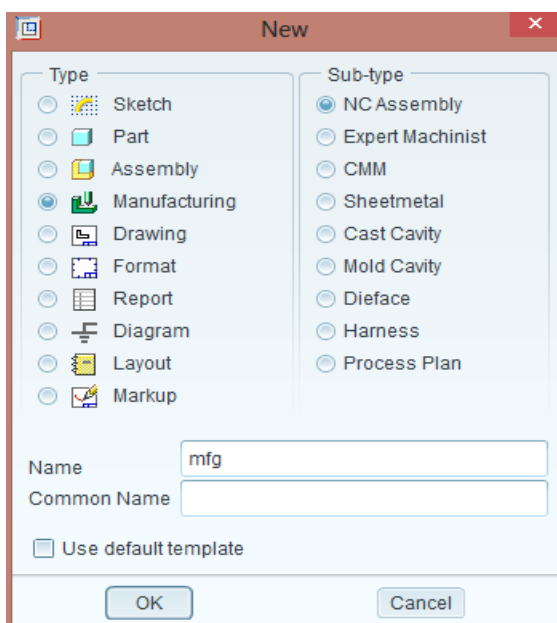 New
Type
Sketch
Part
Assembly
Manufacturing
Drawing
Format
Report
Diagram
Layout
Markup
Sub-type
NC Assembly
Expert Machinist
CMM
Sheetmetal
Cast Cavity
Mold Cavity
Dieface
Harness
Process Plan
Name mfg
Common Name
Use default template
OK Cancel